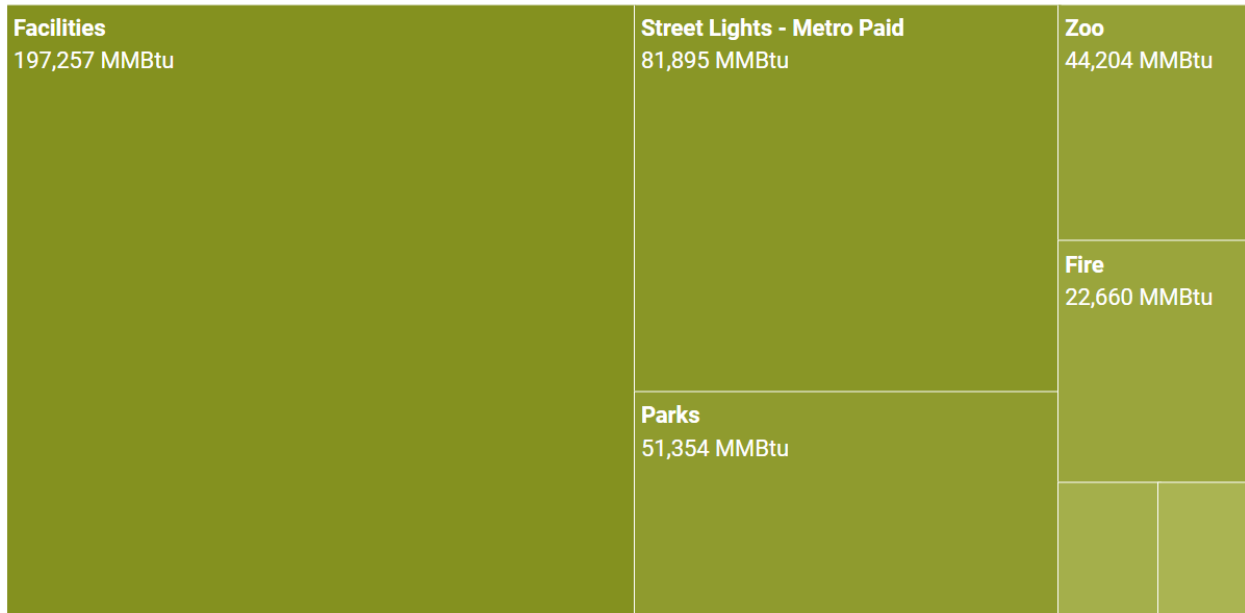 Facilities
197,257 MMBtu
Street Lights - Metro Paid
81,895 MMBtu
Parks
51,354 MMBtu
Zoo
44,204 MMBtu
Fire
22,660 MMBtu